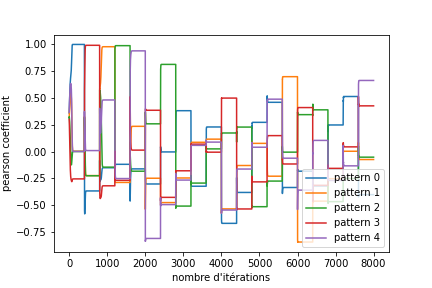 1.00
0.75
0.50
0.25
0.00
−0.25
−0.50
−0.75
pearson coefficient
0 1000 2000 3000 4000 5000 6000 7000 8000
nombre d'itérations
pattern 0
pattern 1
pattern 2
pattern 3
pattern 4